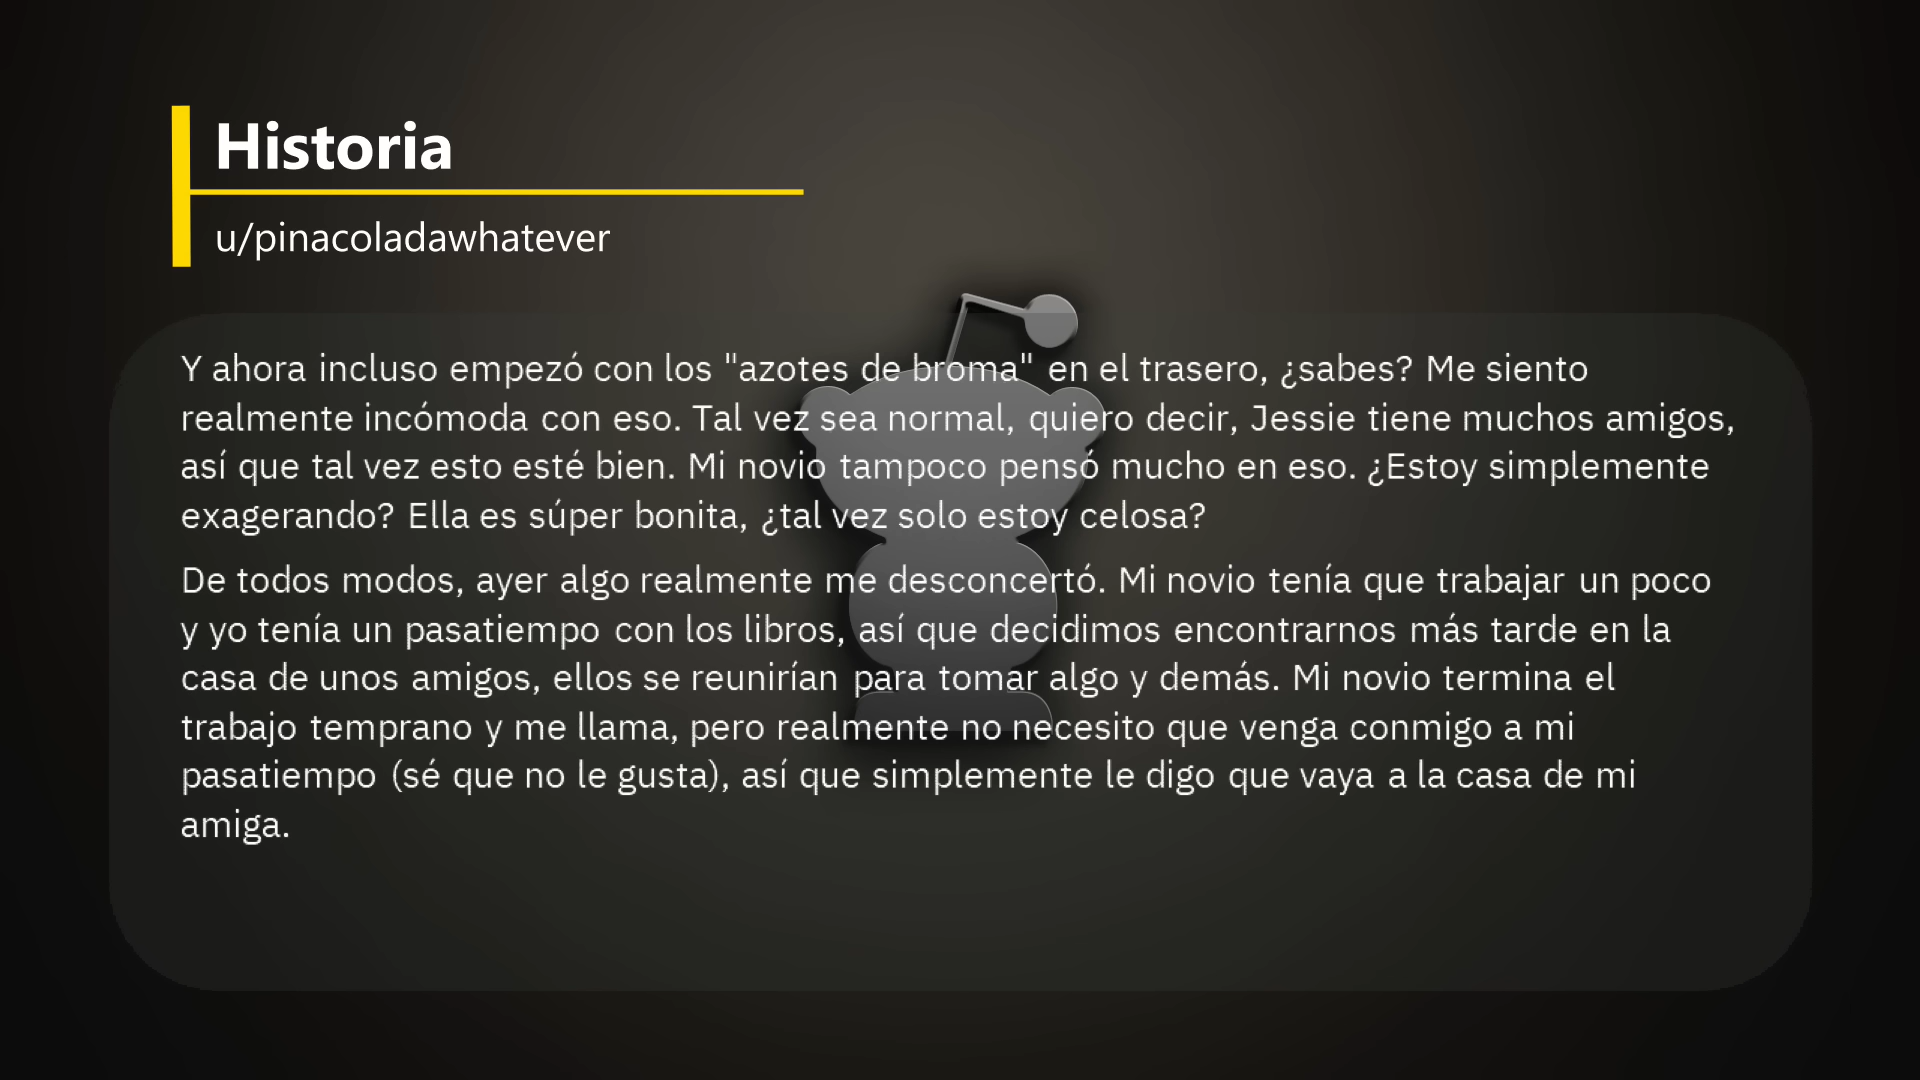 Historia
u/pinacoladawhatever
Y ahora incluso empezó con los "azotes de broma" en el trasero, ¿sabes? Me siento
realmente incómoda con eso. Tal vez sea normal, quiero decir, Jessie tiene muchos amigos,
así que tal vez esto esté bien. Mi novio tampoco pensó mucho en eso. ¿Estoy simplemente
exagerando? Ella es súper bonita, ¿tal vez solo estoy celosa?
De todos modos, ayer algo realmente me desconcertó. Mi novio tenía que trabajar un poco
y yo tenía un pasatiempo con los libros, así que decidimos encontrarnos más tarde en la
casa de unos amigos, ellos se reunirían para tomar algo y demás. Mi novio termina el
trabajo temprano y me llama, pero realmente no necesito que venga conmigo a mi
pasatiempo (sé que no le gusta), así que simplemente le digo que vaya a la casa de mi
amiga.